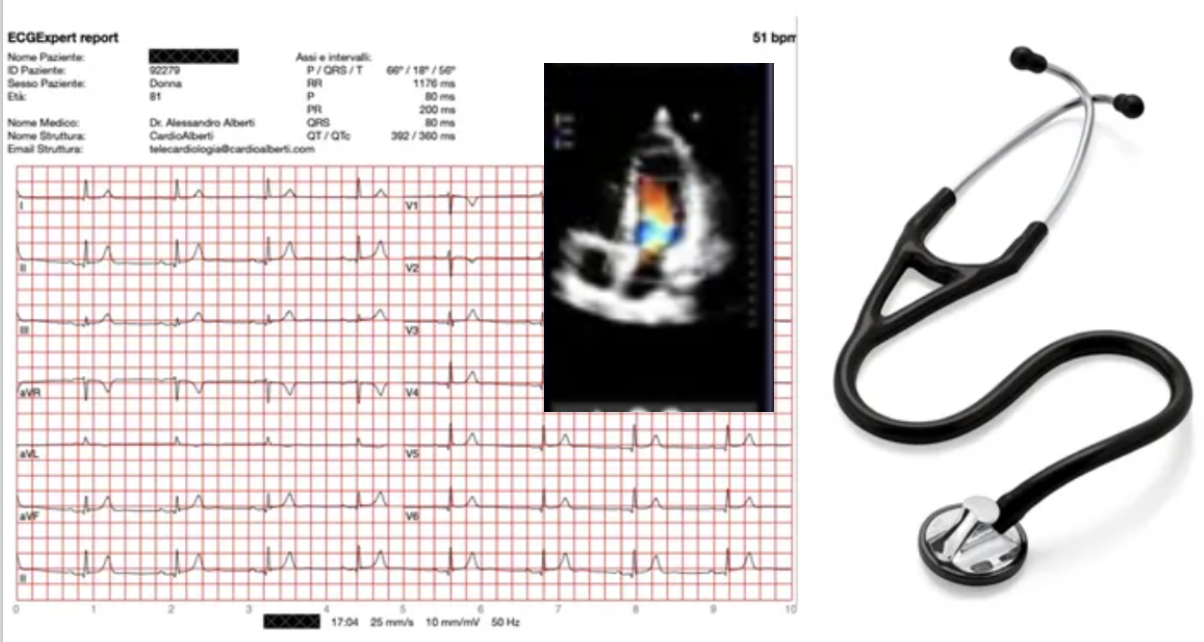 ECGExpert report
51 bpm
Nome Paziente:
ID Paziente: 92279
Sesso Paziente: Donna
Età: 81
Nome Medico: Dr. Alessandro Alberti
Nome Struttura: CardioAlberti
Email Struttura: telecardiologia@cardioalberti.com
Assi e intervalli:
P / QRS / T 66° / 18° / 56°
RR 1176 ms
P 80 ms
PR 200 ms
QRS 80 ms
QT / QTc 392 / 360 ms
I V1
II V2
III V3
aVR V4
aVL V5
aVF V6
II
0 1 2 3 4 5 6 7 8 9 10
17:04 25 mm/s 10 mm/mV 50 Hz